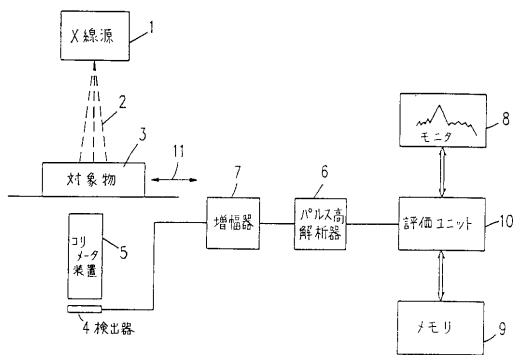 X線源
1
2
3
対象物
11
コリ
メータ
装置
5
4 検出器
7
増幅器
6
パルス高
解析器
モニタ
8
評価ユニット
10
メモリ
9